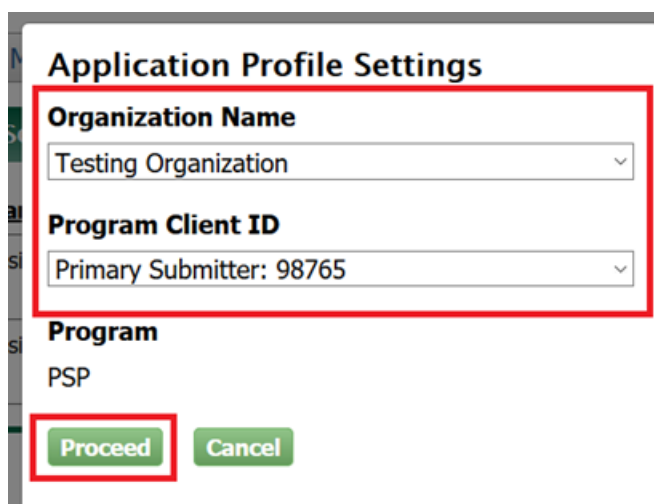 Application Profile Settings
Organization Name
Testing Organization
Program Client ID
Primary Submitter: 98765
Program
PSP
Proceed Cancel